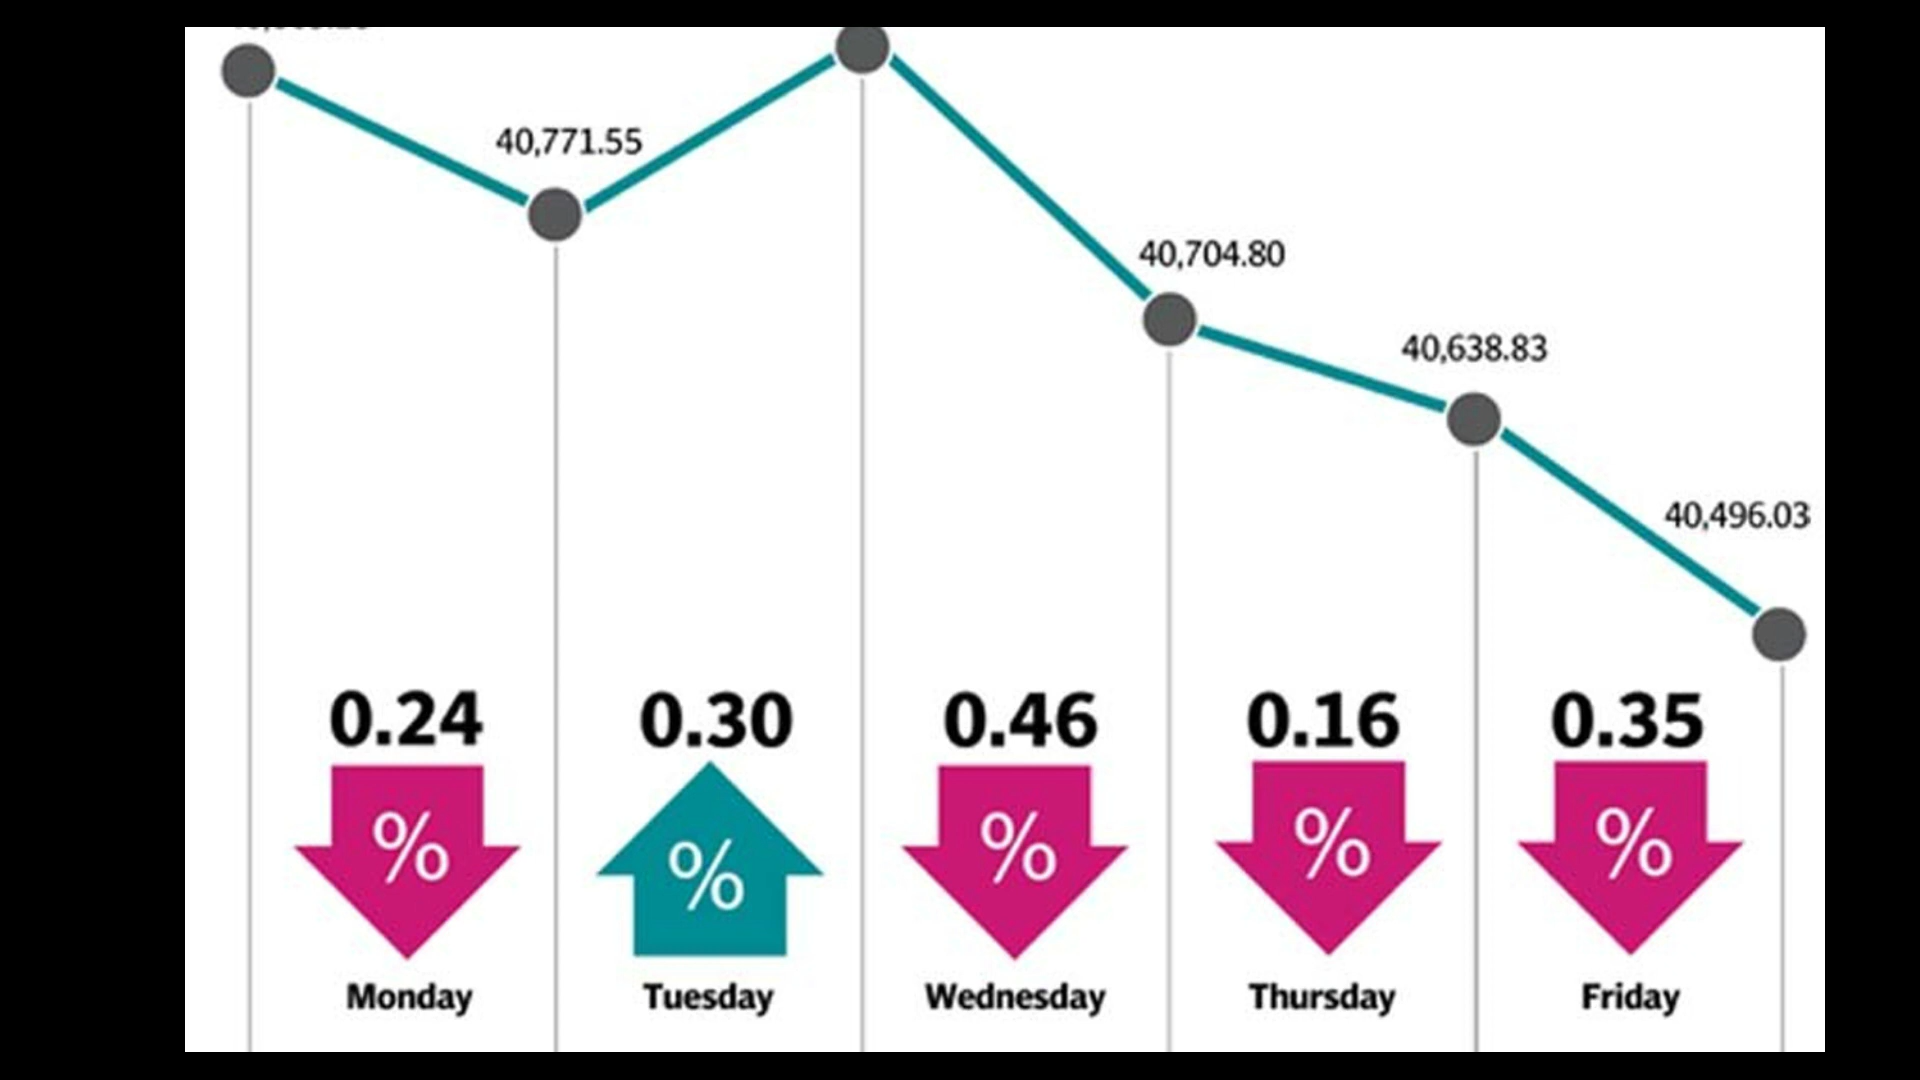 40,771.55
40,704.80
40,638.83
40,496.03
0.24 0.30 0.46 0.16 0.35
% % % % %
Monday Tuesday Wednesday Thursday Friday